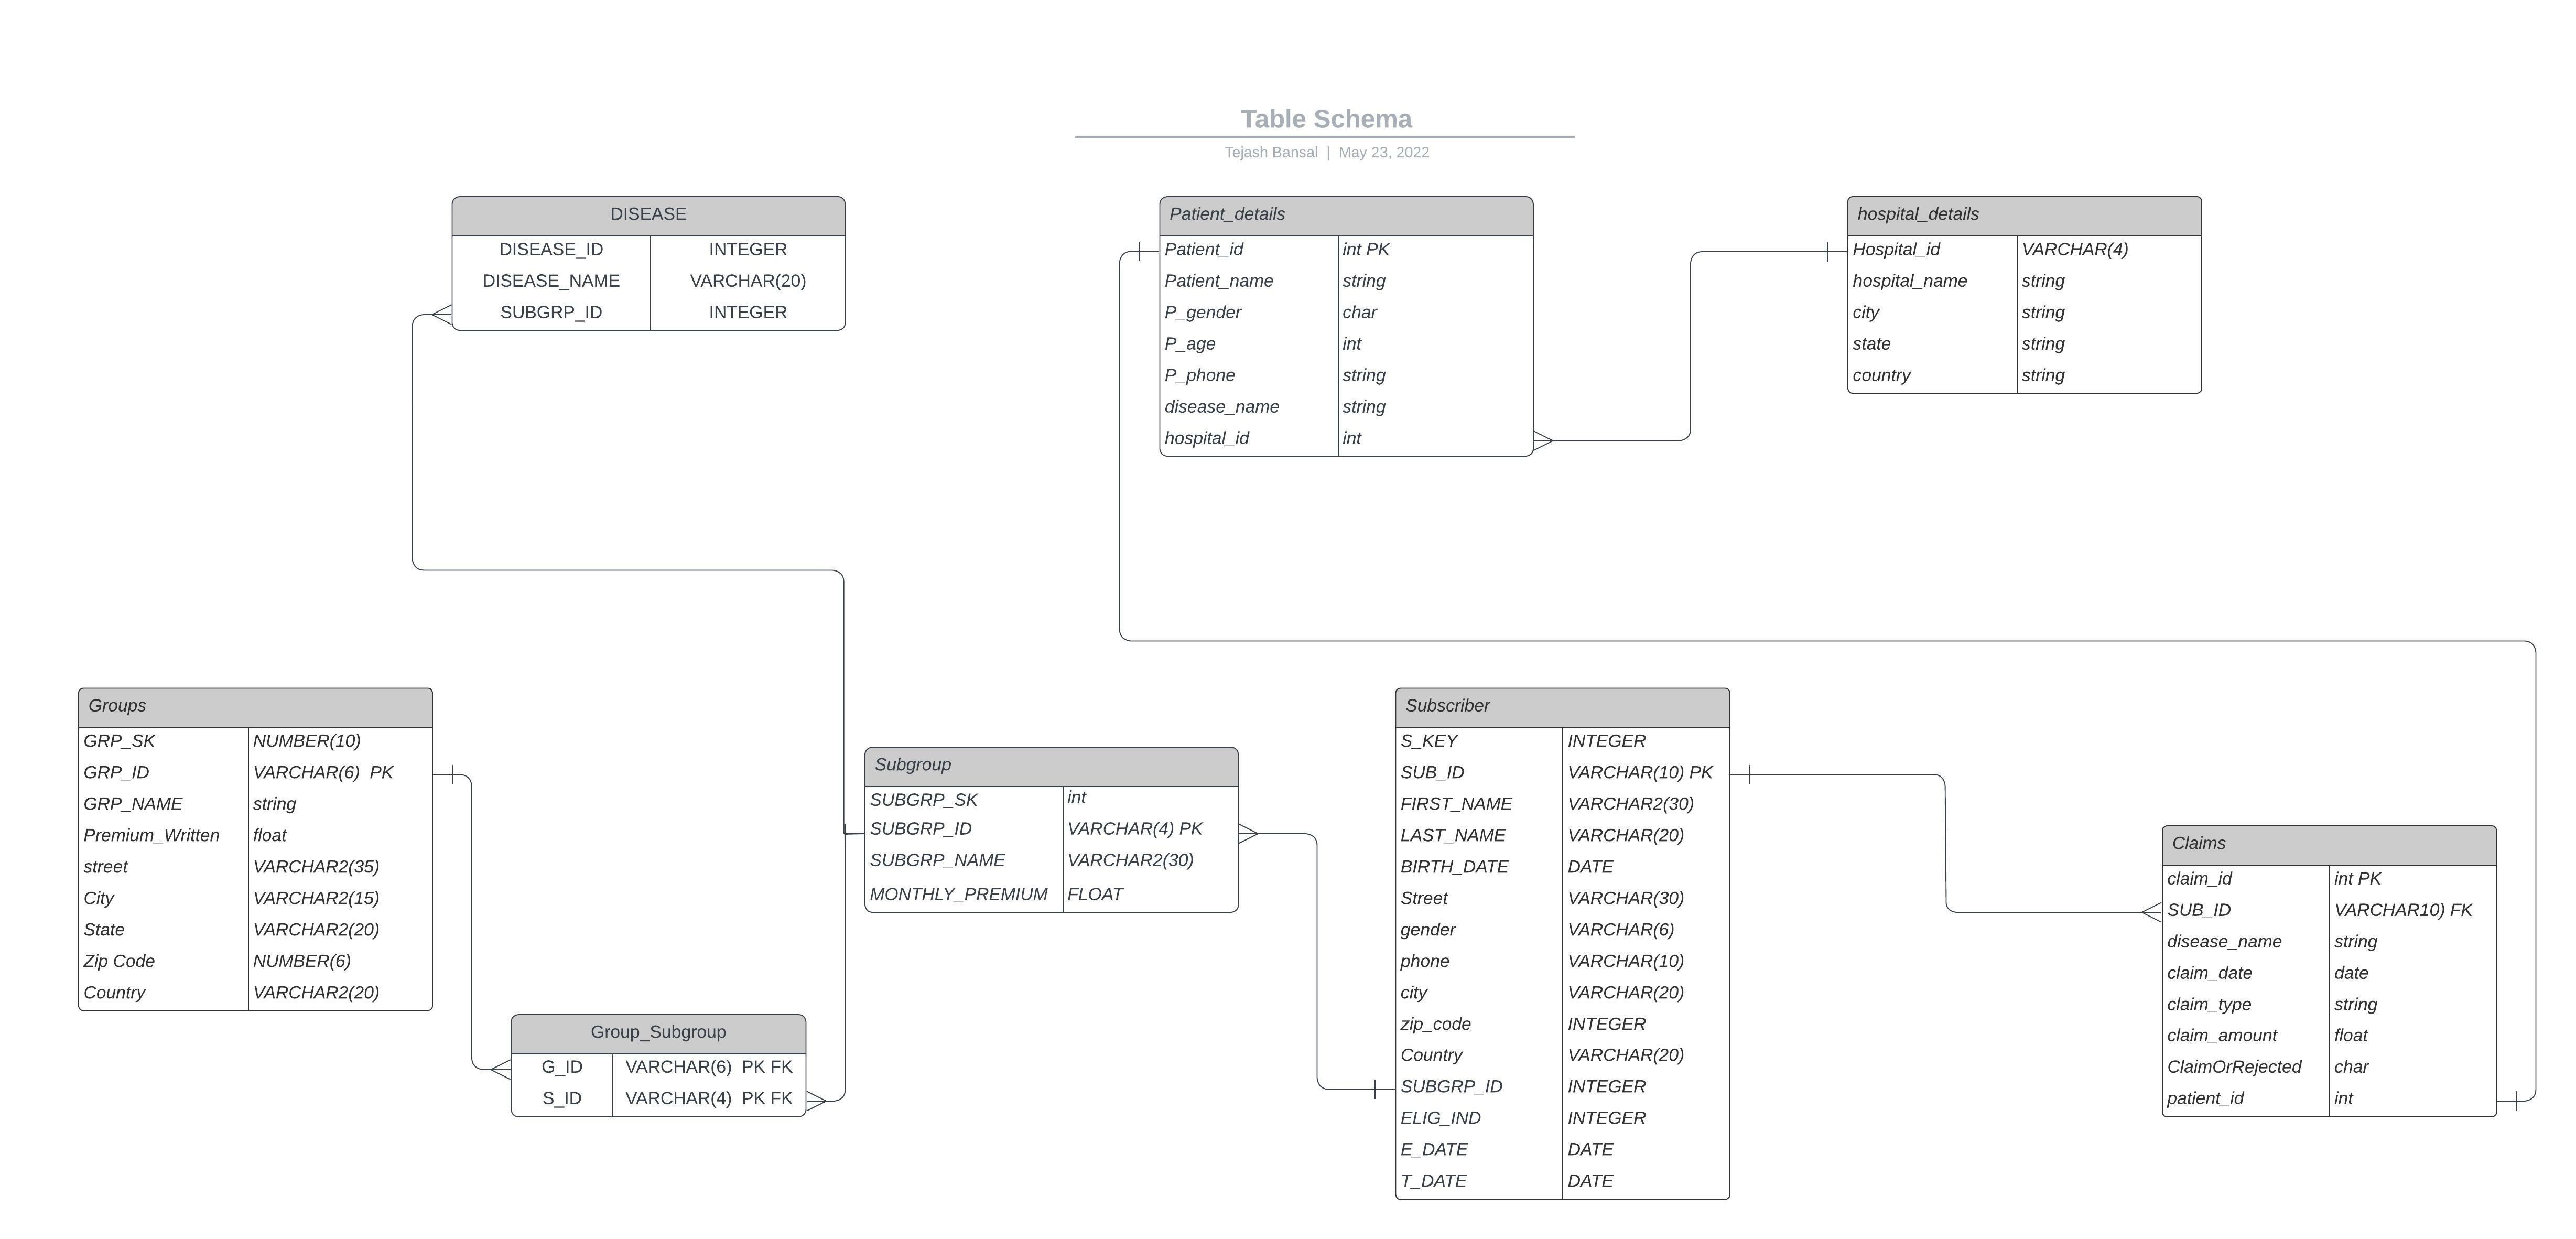 Table Schema
Tejash Bansal | May 23, 2022
DISEASE
DISEASE_ID INTEGER
DISEASE_NAME VARCHAR(20)
SUBGRP_ID INTEGER
Patient_details
Patient_id int PK
Patient_name string
P_gender char
P_age int
P_phone string
disease_name string
hospital_id int
hospital_details
Hospital_id VARCHAR(4)
hospital_name string
city string
state string
country string
Groups
GRP_SK NUMBER(10)
GRP_ID VARCHAR(6) PK
GRP_NAME string
Premium_Written float
street VARCHAR2(35)
City VARCHAR2(15)
State VARCHAR2(20)
Zip Code NUMBER(6)
Country VARCHAR2(20)
Group_Subgroup
G_ID VARCHAR(6) PK FK
S_ID VARCHAR(4) PK FK
Subgroup
SUBGRP_SK int
SUBGRP_ID VARCHAR(4) PK
SUBGRP_NAME VARCHAR2(30)
MONTHLY_PREMIUM FLOAT
Subscriber
S_KEY INTEGER
SUB_ID VARCHAR(10) PK
FIRST_NAME VARCHAR2(30)
LAST_NAME VARCHAR(20)
BIRTH_DATE DATE
Street VARCHAR(30)
gender VARCHAR(6)
phone VARCHAR(10)
city VARCHAR(20)
zip_code INTEGER
Country VARCHAR(20)
SUBGRP_ID INTEGER
ELIG_IND INTEGER
E_DATE DATE
T_DATE DATE
Claims
claim_id int PK
SUB_ID VARCHAR10) FK
disease_name string
claim_date date
claim_type string
claim_amount float
ClaimOrRejected char
patient_id int